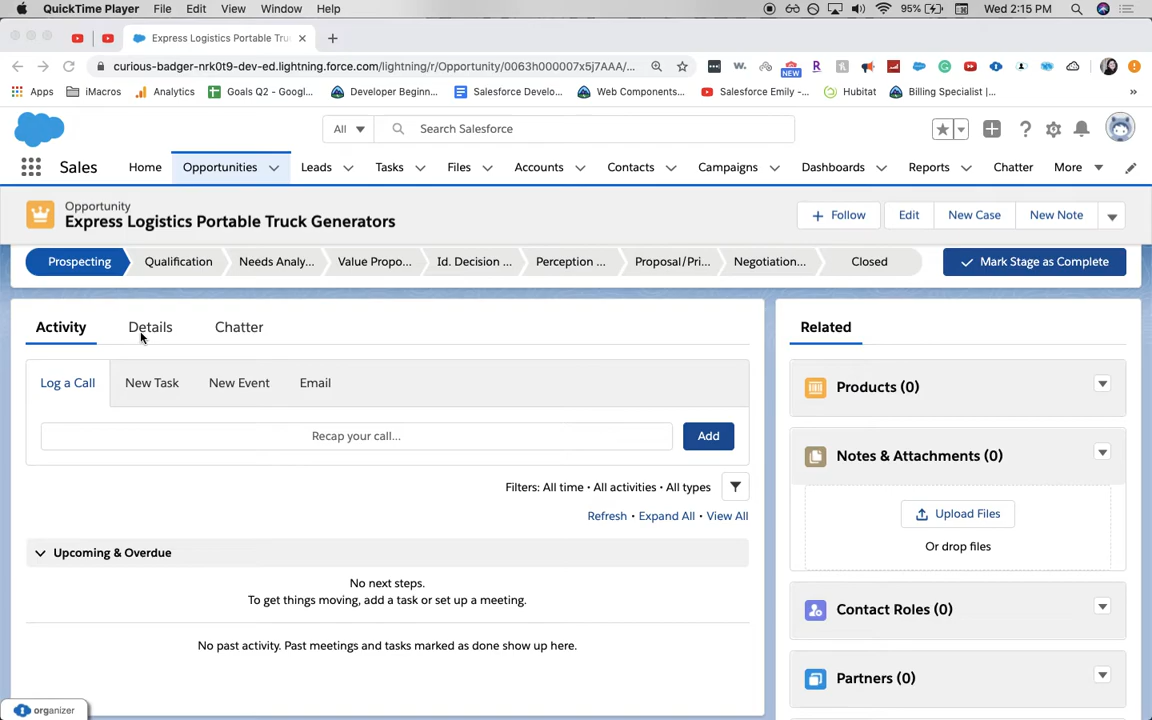 QuickTime Player File Edit View Window Help 95% Wed 2:15 PM
Express Logistics Portable Tru
curious-badger-nrk0t9-dev-ed.lightning.force.com/lightning/r/Opportunity/0063h000007x5j7AAA/...
NEW
Apps iMacros Analytics Goals Q2 - Googl... Developer Beginn... Salesforce Develo... Web Components... Salesforce Emily -... Hubitat Billing Specialist |... »
All Search Salesforce
Sales Home Opportunities Leads Tasks Files Accounts Contacts Campaigns Dashboards Reports Chatter More
Opportunity
Express Logistics Portable Truck Generators
+ Follow Edit New Case New Note
Prospecting Qualification Needs Analy... Value Propo... Id. Decision ... Perception ... Proposal/Pri... Negotiation... Closed Mark Stage as Complete
Activity Details Chatter
Log a Call New Task New Event Email
Recap your call...
Add
Filters: All time • All activities • All types
Refresh • Expand All • View All
Upcoming & Overdue
No next steps.
To get things moving, add a task or set up a meeting.
No past activity. Past meetings and tasks marked as done show up here.
Related
Products (0)
Notes & Attachments (0)
Upload Files
Or drop files
Contact Roles (0)
Partners (0)
organizer